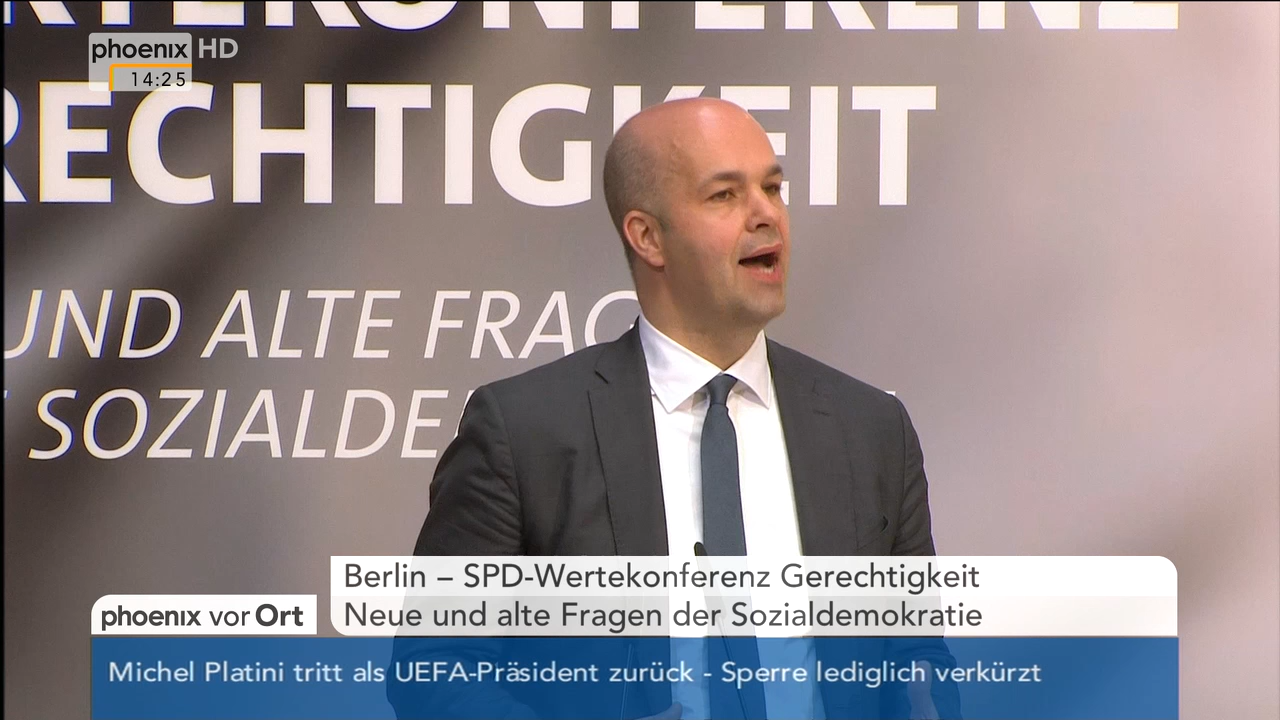 RTEKONFERENZ
phoenix HD
14:25
RECHTIGKEIT
UND ALTE FRAG
SOZIALDE
Berlin – SPD-Wertekonferenz Gerechtigkeit
Neue und alte Fragen der Sozialdemokratie
phoenix vor Ort
Michel Platini tritt als UEFA-Präsident zurück - Sperre lediglich verkürzt